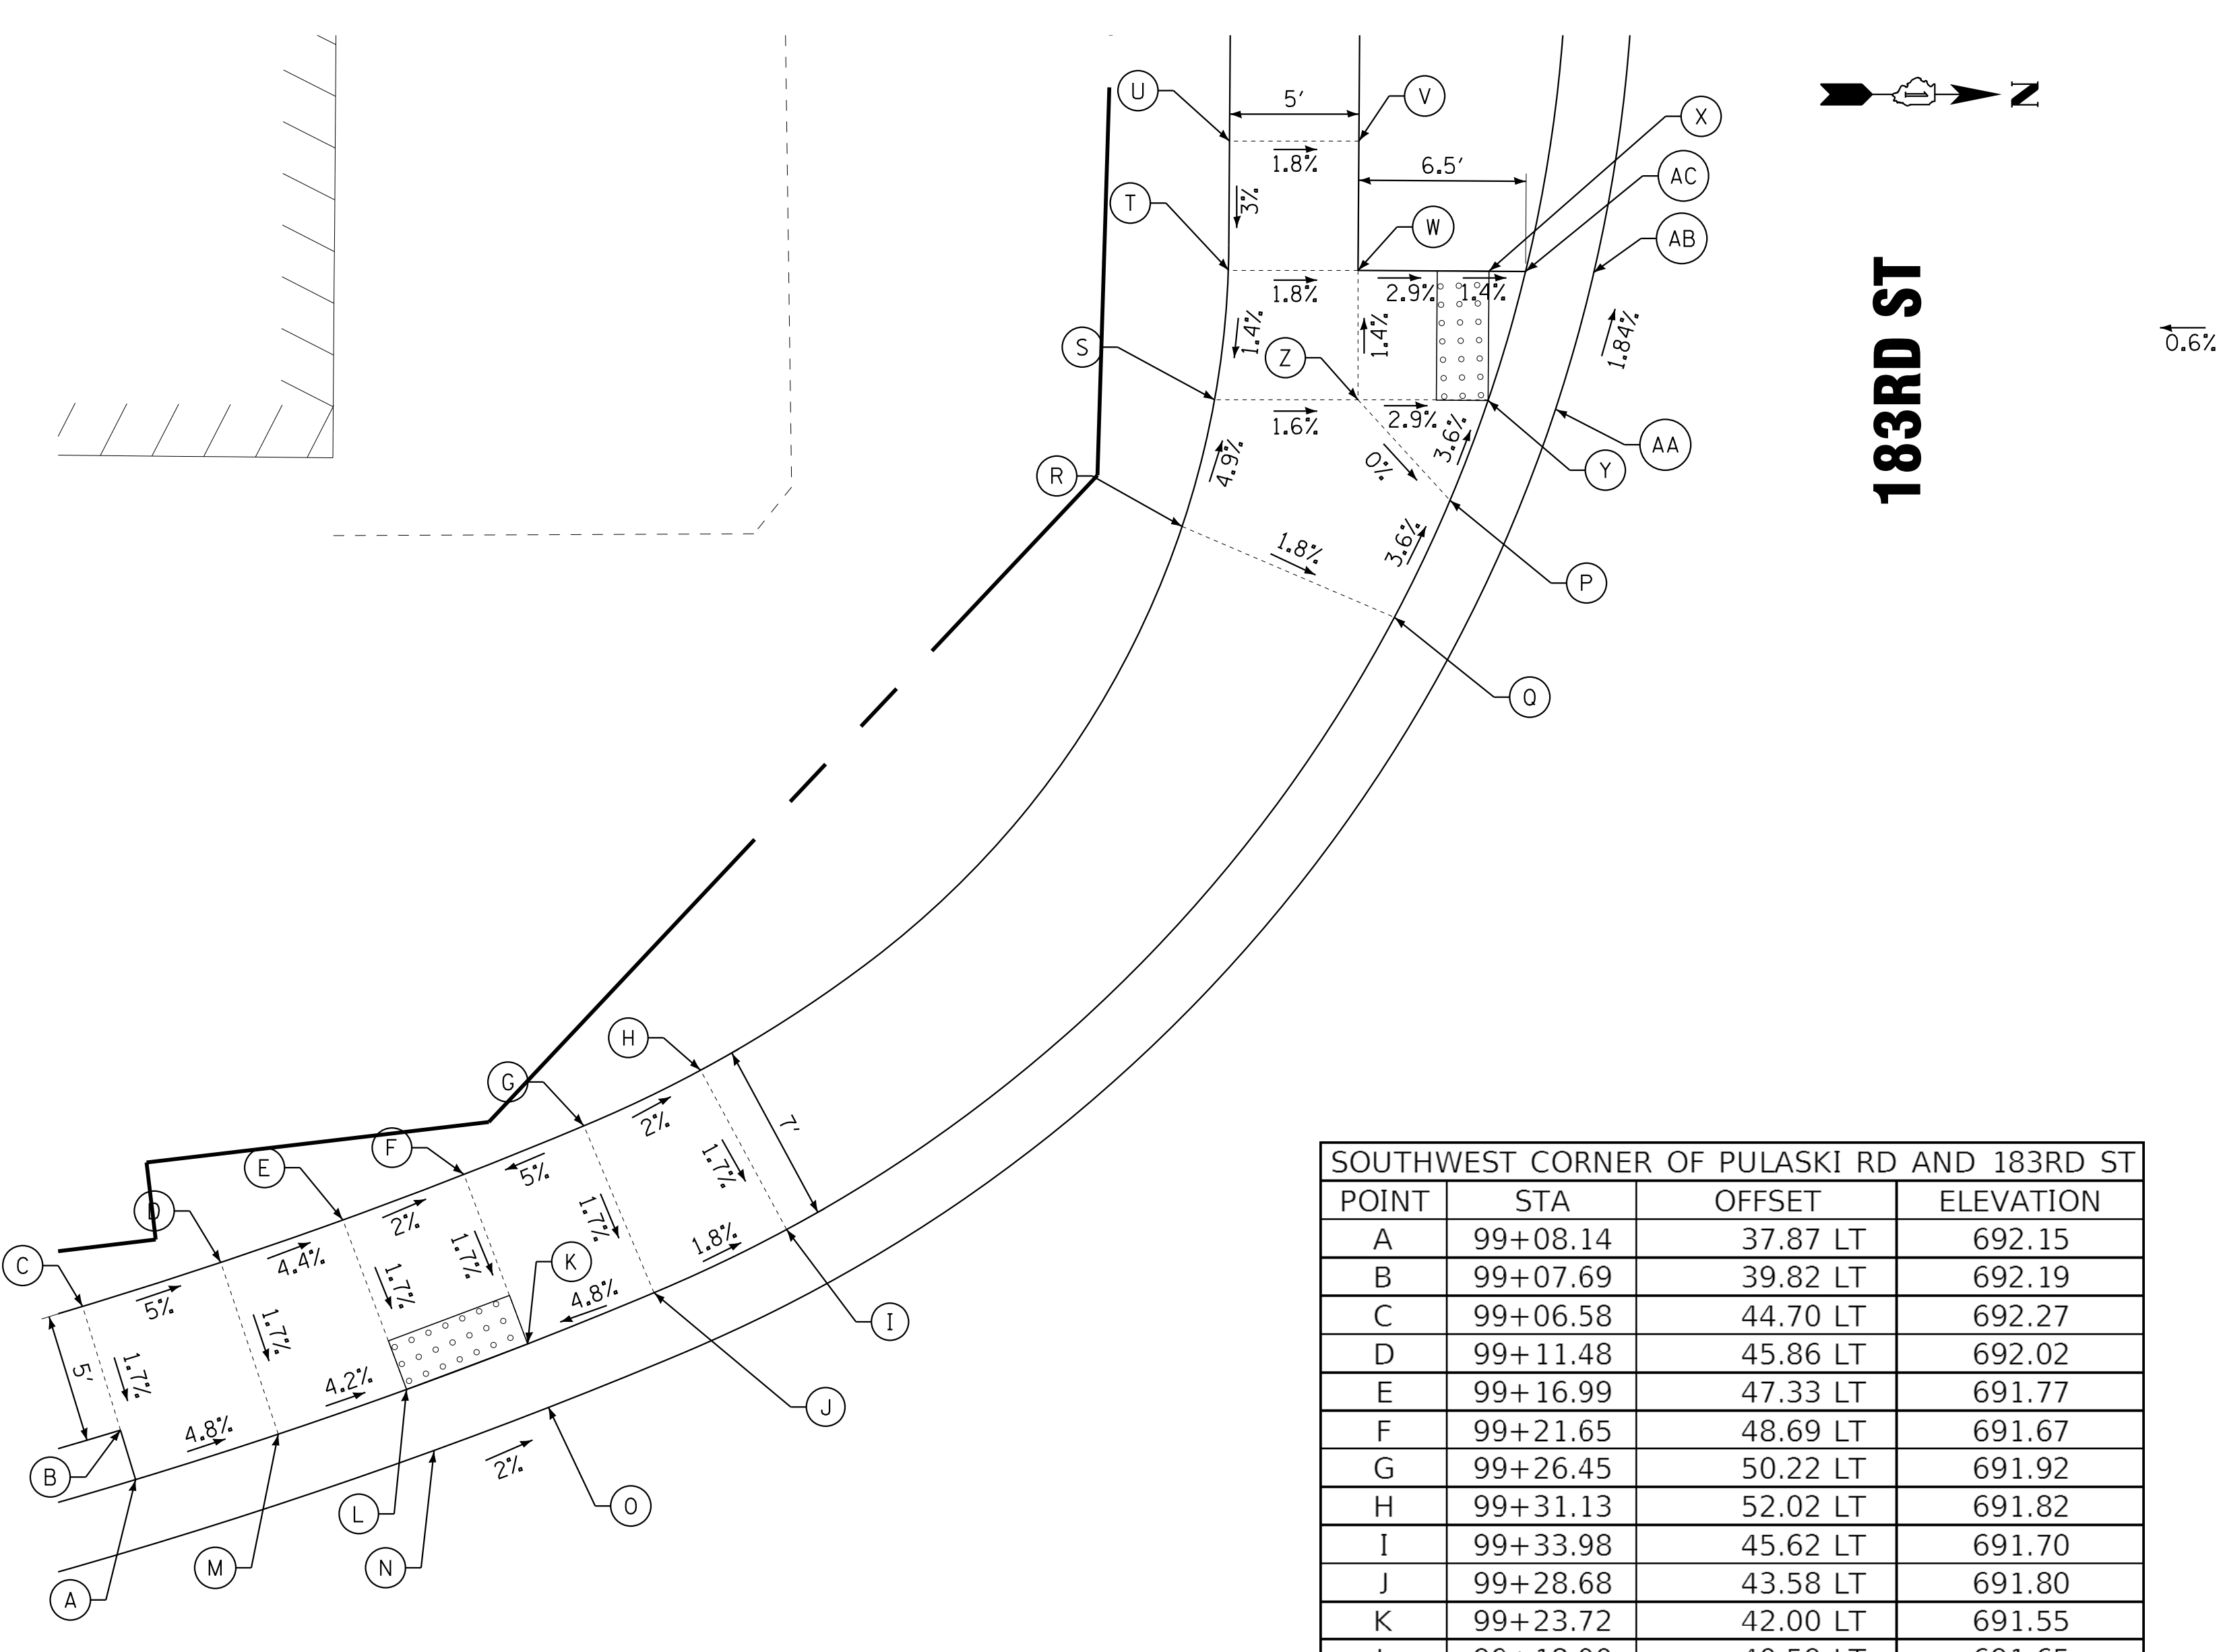 U
5'
V
X
N
1.8%
6.5'
AC
T
3%
W
AB
183RD ST
1.8%
2.9%
1.4%
0.6%
S
1.4%
Z
1.4%
1.84%
1.6%
2.9%
3.6%
AA
R
4.9%
0%
Y
1.8%
3.6%
P
Q
H
G
2%
7'
F
5%
1.7%
E
D
2%
1.7%
1.8%
C
4.4%
1.7%
K
5%
1.7%
4.8%
1.7%
I
5'
1.7%
4.2%
J
4.8%
B
2%
L
O
M
N
A
SOUTHWEST CORNER OF PULASKI RD AND 183RD ST
POINT STA OFFSET ELEVATION
A 99+08.14 37.87 LT 692.15
B 99+07.69 39.82 LT 692.19
C 99+06.58 44.70 LT 692.27
D 99+11.48 45.86 LT 692.02
E 99+16.99 47.33 LT 691.77
F 99+21.65 48.69 LT 691.67
G 99+26.45 50.22 LT 691.92
H 99+31.13 52.02 LT 691.82
I 99+33.98 45.62 LT 691.70
J 99+28.68 43.58 LT 691.80
K 99+23.72 42.00 LT 691.55